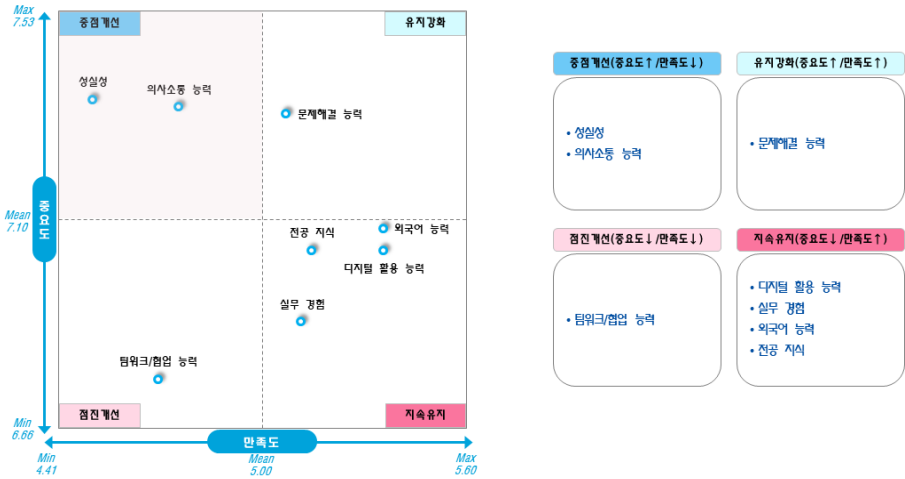 Max
7.53
중점개선
유지강화
성실성
의사소통 능력
문제해결 능력
Mean
7.10
중요도
전공 지식
외국어 능력
디지털 활용 능력
실무 경험
팀워크/협업 능력
점진개선
지속유지
Min
6.66
만족도
Min
4.41
Mean
5.00
Max
5.60
중점개선(중요도↑/만족도↓)
• 성실성
• 의사소통 능력
유지강화(중요도↑/만족도↑)
• 문제해결 능력
점진개선(중요도↓/만족도↓)
• 팀워크/협업 능력
지속유지(중요도↓/만족도↑)
• 디지털 활용 능력
• 실무 경험
• 외국어 능력
• 전공 지식